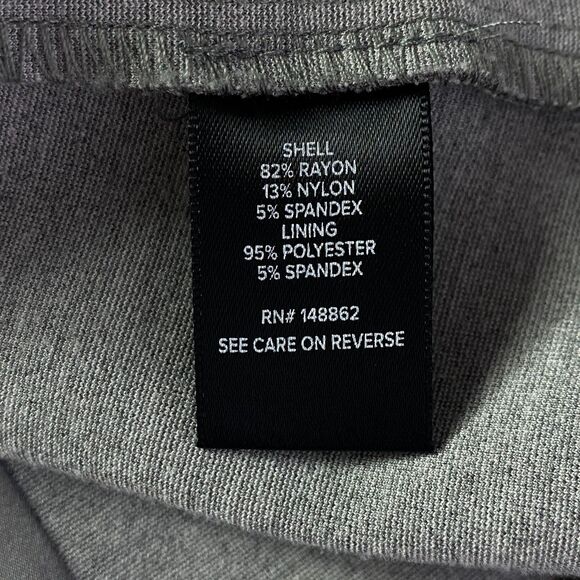 SHELL
82% RAYON
13% NYLON
5% SPANDEX
LINING
95% POLYESTER
5% SPANDEX
RN# 148862
SEE CARE ON REVERSE